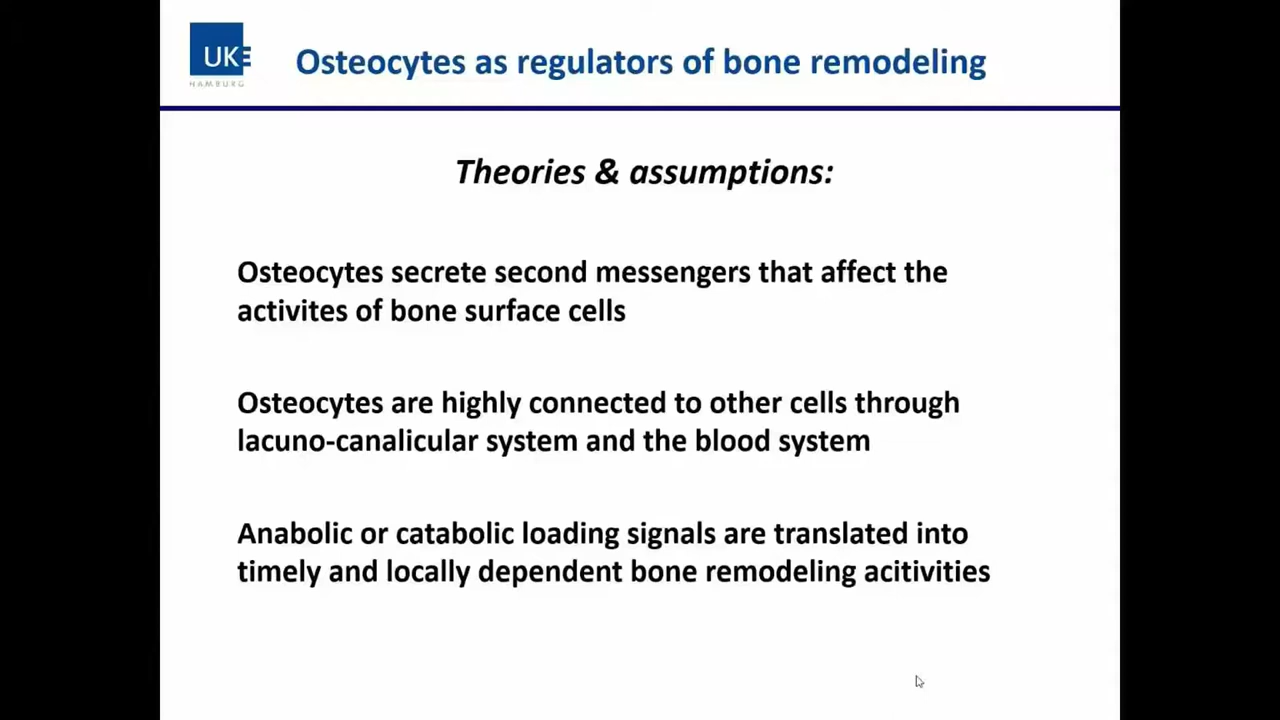 UKE
HAMBURG
Osteocytes as regulators of bone remodeling
Theories & assumptions:
Osteocytes secrete second messengers that affect the
activites of bone surface cells
Osteocytes are highly connected to other cells through
lacuno-canalicular system and the blood system
Anabolic or catabolic loading signals are translated into
timely and locally dependent bone remodeling acitivities